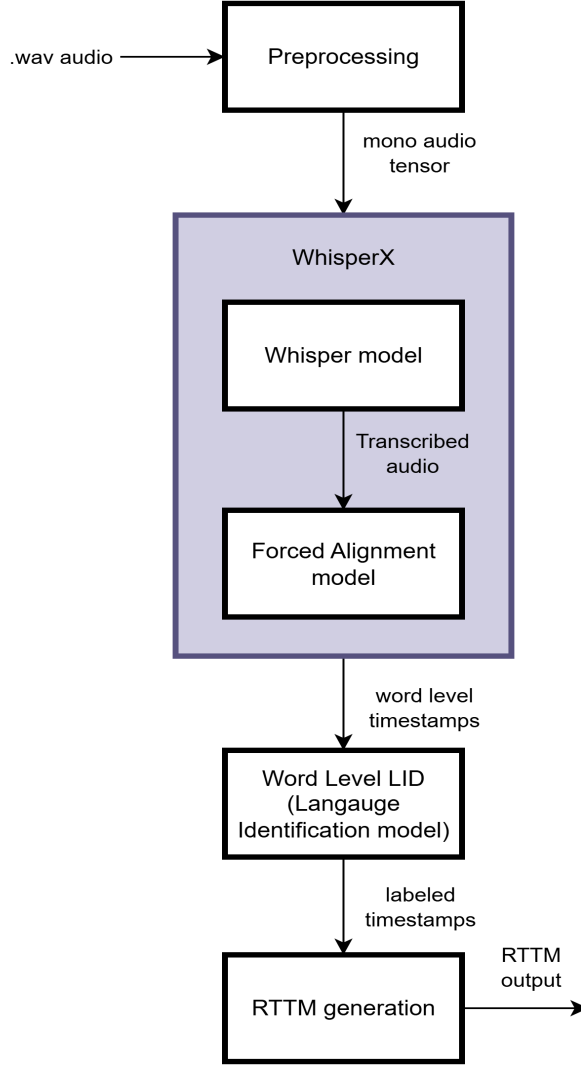 .wav audio
Preprocessing
mono audio
tensor
WhisperX
Whisper model
Transcribed
audio
Forced Alignment
model
word level
timestamps
Word Level LID
(Langauge
Identification model)
labeled
timestamps
RTTM
output
RTTM generation